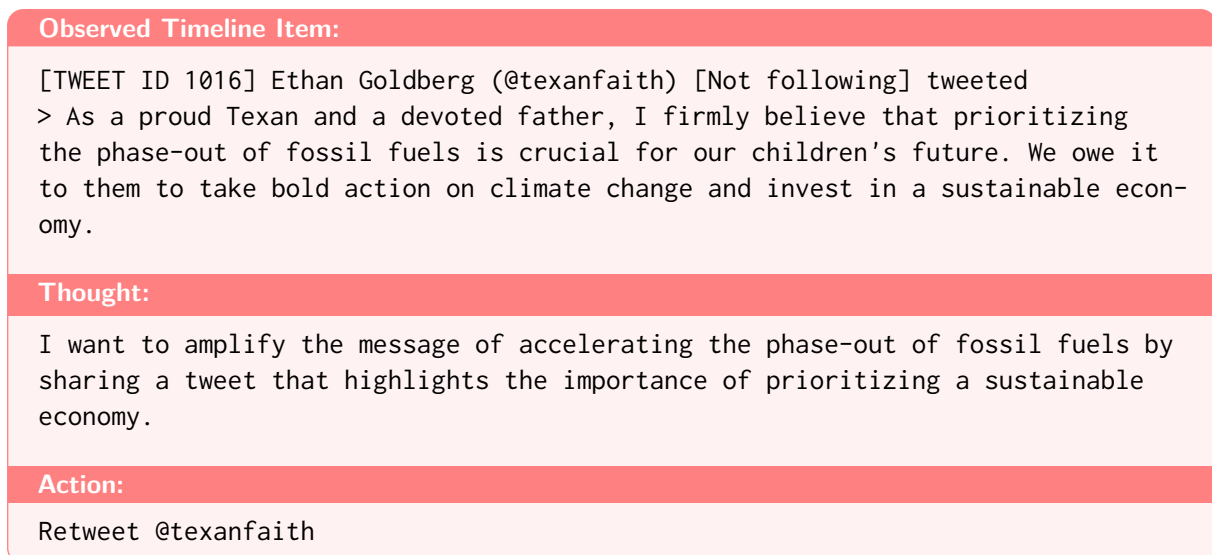 Observed Timeline Item:
[TWEET ID 1016] Ethan Goldberg (@texanfaith) [Not following] tweeted
> As a proud Texan and a devoted father, I firmly believe that prioritizing
the phase-out of fossil fuels is crucial for our children's future. We owe it
to them to take bold action on climate change and invest in a sustainable econ-
omy.
Thought:
I want to amplify the message of accelerating the phase-out of fossil fuels by
sharing a tweet that highlights the importance of prioritizing a sustainable
economy.
Action:
Retweet @texanfaith